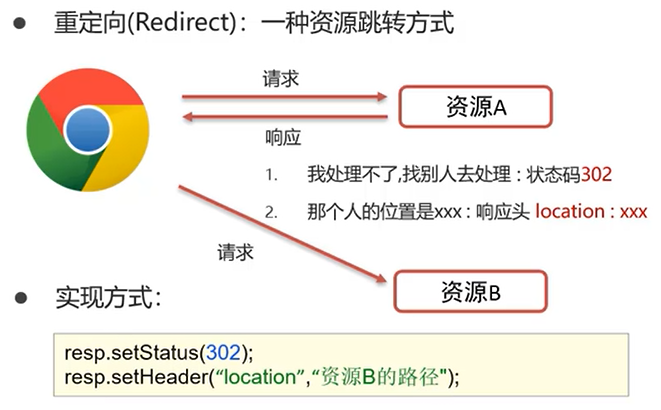 重定向(Redirect)：一种资源跳转方式
请求
资源A
响应
1. 我处理不了,找别人去处理：状态码302
2. 那个人的位置是xxx：响应头 location：xxx
请求
资源B
实现方式：
resp.setStatus(302);
resp.setHeader(“location”,“资源B的路径");